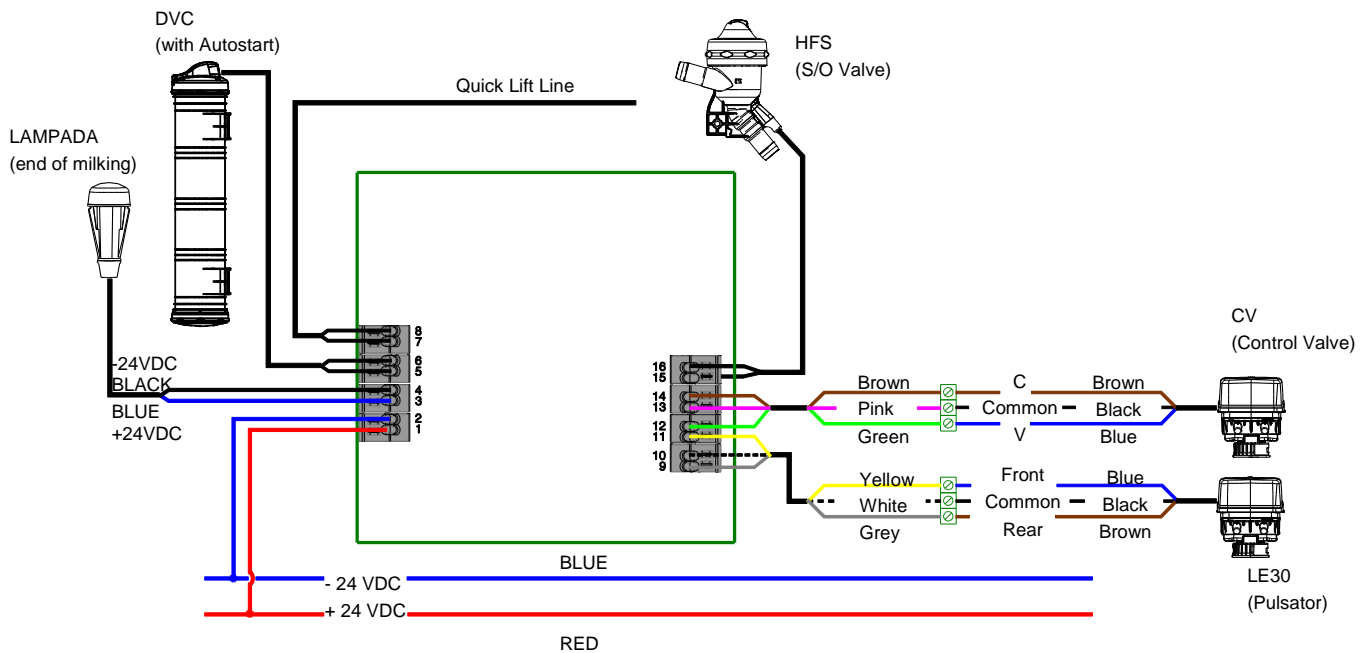 DVC
(with Autostart)
HFS
(S/O Valve)
Quick Lift Line
LAMPADA
(end of milking)
8
7
6
5
4
3
2
1
-24VDC
BLACK
BLUE
+24VDC
16
15
14
13
12
11
10
9
Brown C Brown
Pink Common Black
Green V Blue
CV
(Control Valve)
Yellow Front Blue
White Common Black
Grey Rear Brown
LE30
(Pulsator)
BLUE
- 24 VDC
+ 24 VDC
RED